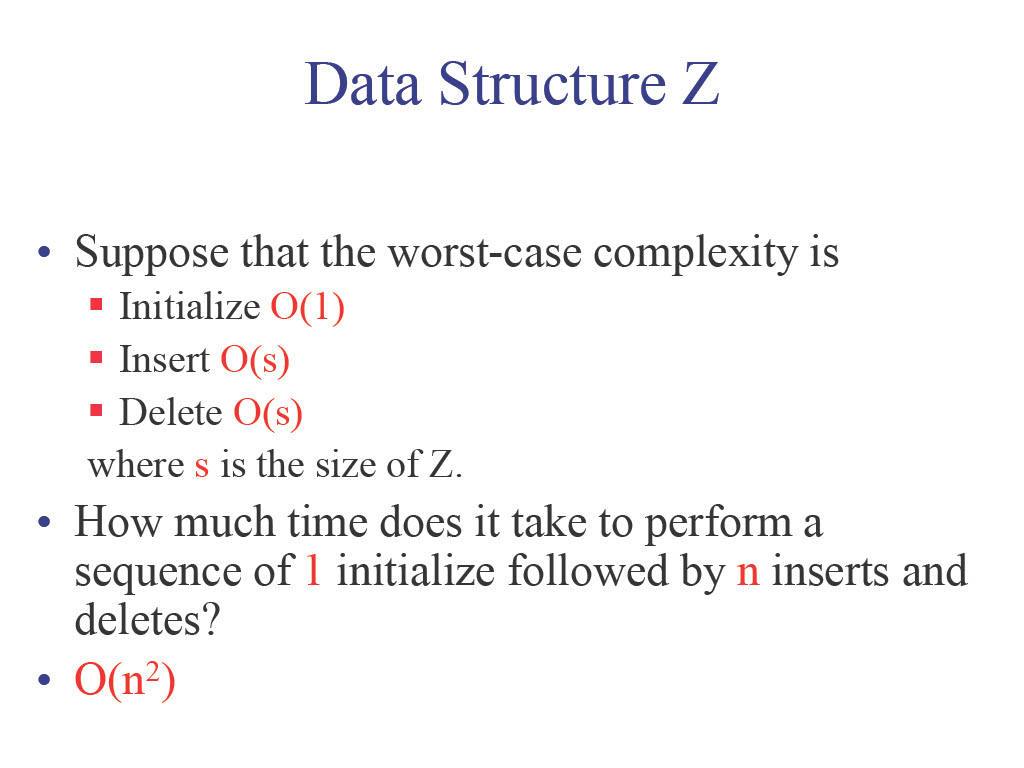 Data Structure Z
• Suppose that the worst-case complexity is
▪ Initialize O(1)
▪ Insert O(s)
▪ Delete O(s)
where s is the size of Z.
• How much time does it take to perform a
sequence of 1 initialize followed by n inserts and
deletes?
• O(n²)